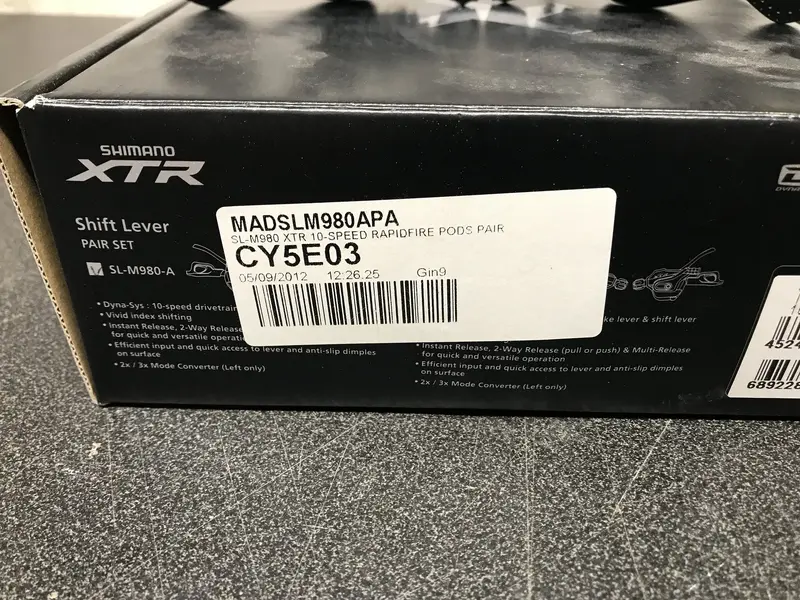 SHIMANO
XTR
Shift Lever
PAIR SET
SL-M980-A
• Dyna-Sys : 10-speed drivetrain
• Vivid index shifting
• Instant Release, 2-Way Release
for quick and versatile
• Efficient input and quick access to lever and anti-slip dimples
on surface
• 2x / 3x Mode Converter (Left only)
MADSLM980APA
SL-M980 XTR 10-SPEED RAPIDFIRE PODS PAIR
CY5E03
05/09/2012 12:26.25 Gin9
lever & shift lever
• Instant Release, 2-Way Release (pull or push) & Multi-Release
for quick and versatile operation
• Efficient input and quick access to lever and anti-slip dimples
on surface
• 2x / 3x Mode Converter (Left only)
4524
689228